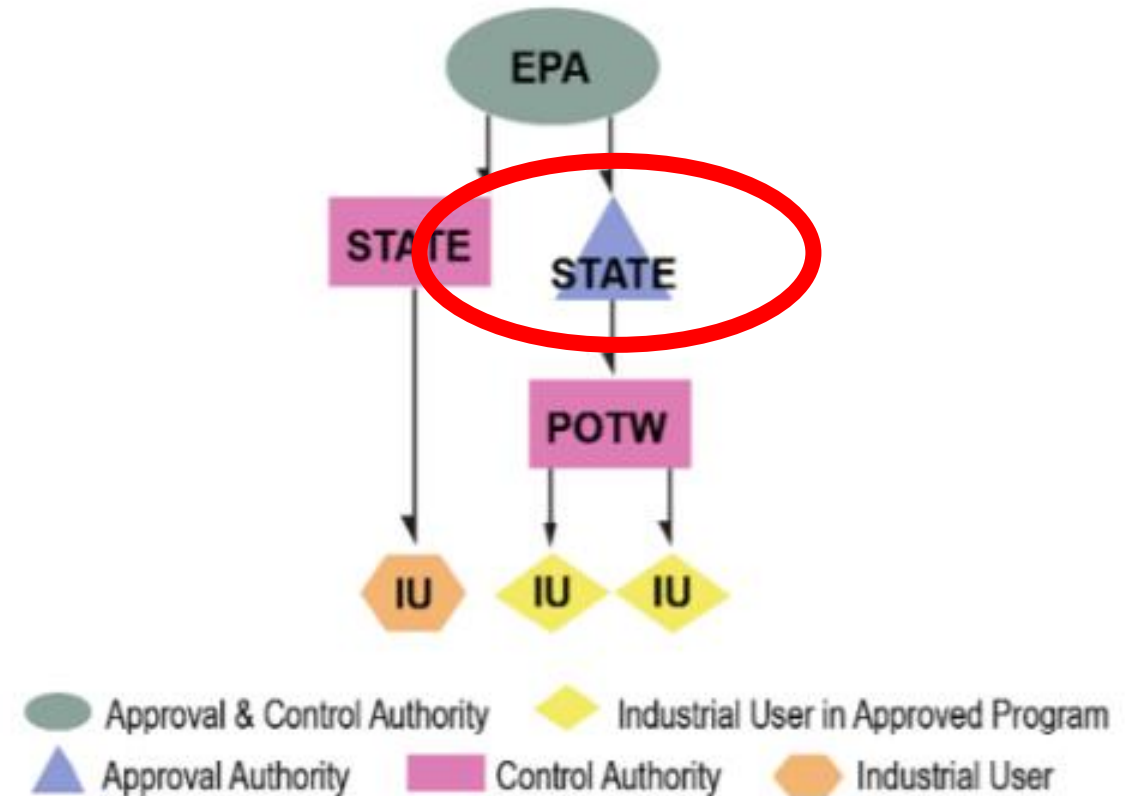 EPA
STATE
STATE
POTW
IU
IU
IU
Approval & Control Authority
Industrial User in Approved Program
Approval Authority
Control Authority
Industrial User